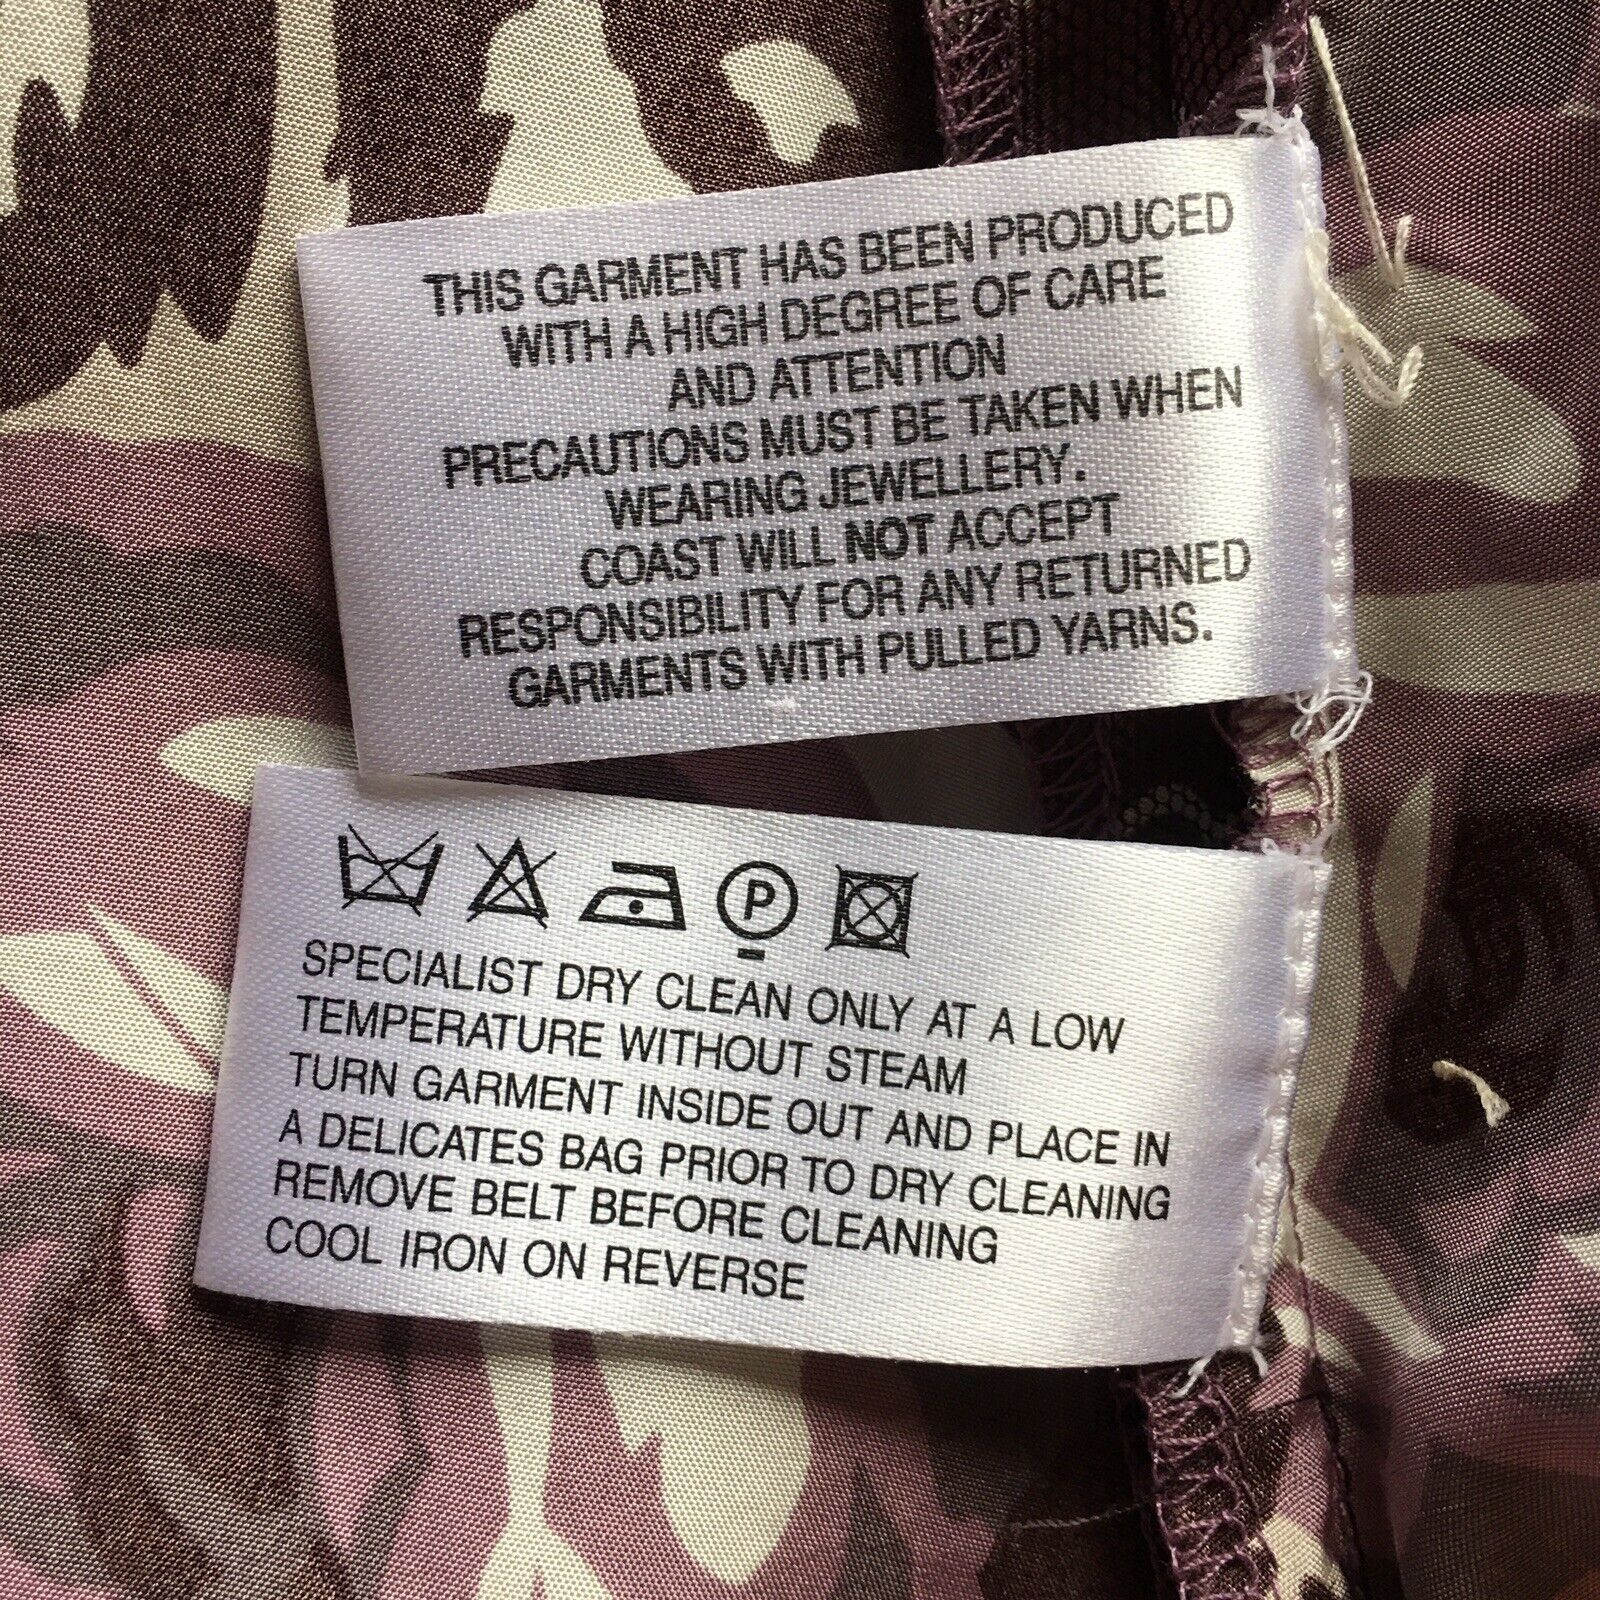 THIS GARMENT HAS BEEN PRODUCED
WITH A HIGH DEGREE OF CARE
AND ATTENTION
PRECAUTIONS MUST BE TAKEN WHEN
WEARING JEWELLERY.
COAST WILL NOT ACCEPT
RESPONSIBILITY FOR ANY RETURNED
GARMENTS WITH PULLED YARNS.
P
SPECIALIST DRY CLEAN ONLY AT A LOW
TEMPERATURE WITHOUT STEAM
TURN GARMENT INSIDE OUT AND PLACE IN
A DELICATES BAG PRIOR TO DRY CLEANING
REMOVE BELT BEFORE CLEANING
COOL IRON ON REVERSE